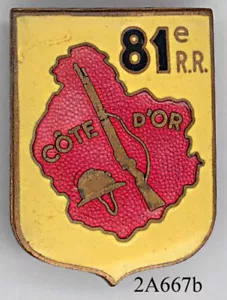 81e
R.R.
CÔTE D'OR
2A667b